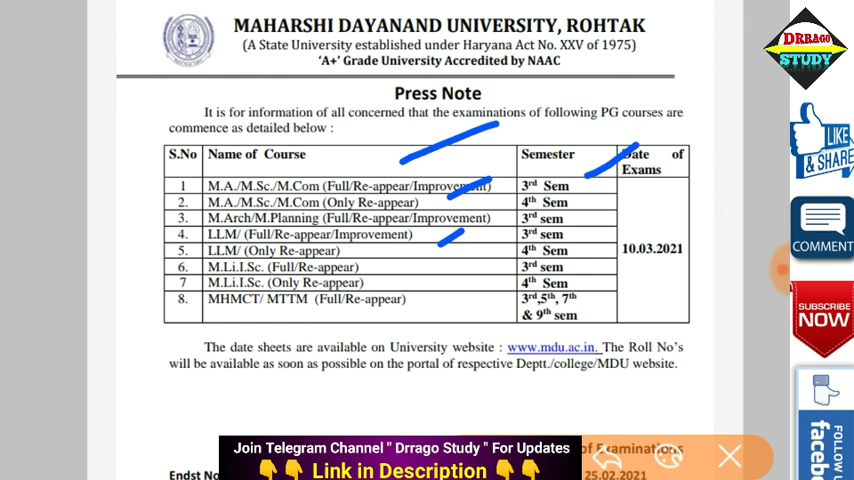 MAHARSHI DAYANAND UNIVERSITY, ROHTAK
(A State University established under Haryana Act No. XXV of 1975)
'A+' Grade University Accredited by NAAC
DRRAGO
STUDY
Press Note
It is for information of all concerned that the examinations of following PG courses are
commence as detailed below :
S.No Name of Course Semester Date of Exams
1 M.A./M.Sc./M.Com (Full/Re-appear/Improvement) 3rd Sem
2. M.A./M.Sc./M.Com (Only Re-appear) 4th Sem
3. M.Arch/M.Planning (Full/Re-appear/Improvement) 3rd sem
4. LLM/ (Full/Re-appear/Improvement) 3rd sem
5. LLM/ (Only Re-appear) 4th Sem
10.03.2021
6. M.Li.I.Sc. (Full/Re-appear) 3rd sem
7 M.Li.I.Sc. (Only Re-appear) 4th Sem
8. MHMCT/ MTTM (Full/Re-appear) 3rd,5th, 7th
& 9th sem
The date sheets are available on University website : www.mdu.ac.in. The Roll No's
will be available as soon as possible on the portal of respective Deptt./college/MDU website.
of Examinations
Endst No
25.02.2021
Join Telegram Channel " Drrago Study " For Updates
Link in Description
LIKE
& SHARE
COMMENT
SUBSCRIBE
NOW
FOLLOW U
facebo